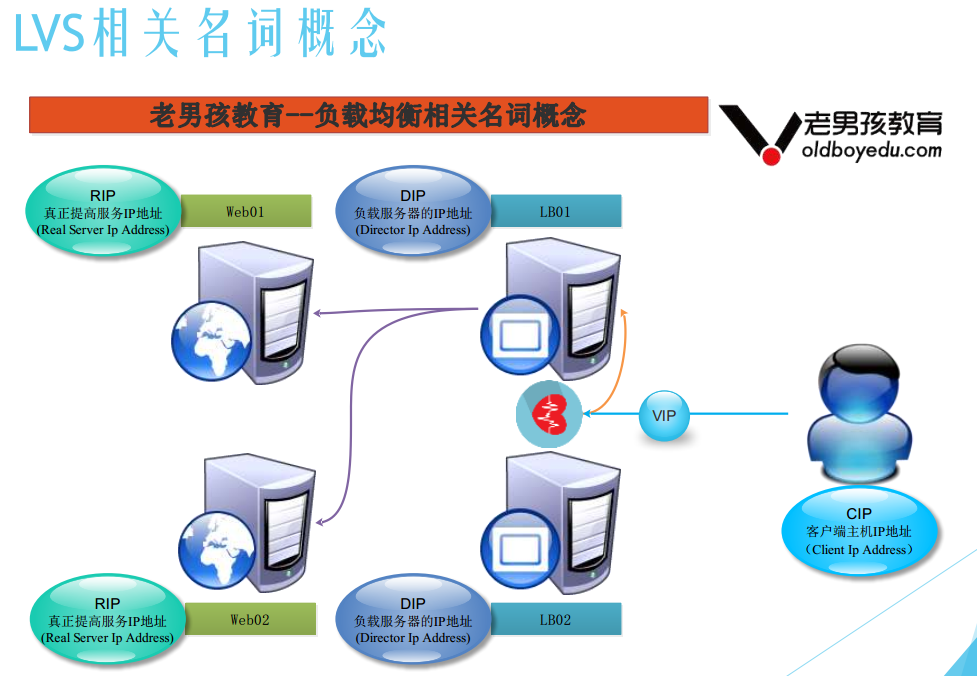 LVS相关名词概念
老男孩教育--负载均衡相关名词概念
老男孩教育
oldboyedu.com
RIP
真正提高服务IP地址
(Real Server Ip Address)
Web01
DIP
负载服务器的IP地址
(Director Ip Address)
LB01
VIP
CIP
客户端主机IP地址
（Client Ip Address）
RIP
真正提高服务IP地址
(Real Server Ip Address)
Web02
DIP
负载服务器的IP地址
(Director Ip Address)
LB02